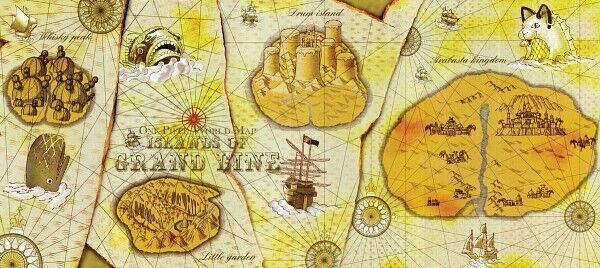 Whisky peak
Drum island
Arabasta kingdom
One Piece World Map
Islands of
Grand Line
Little garden